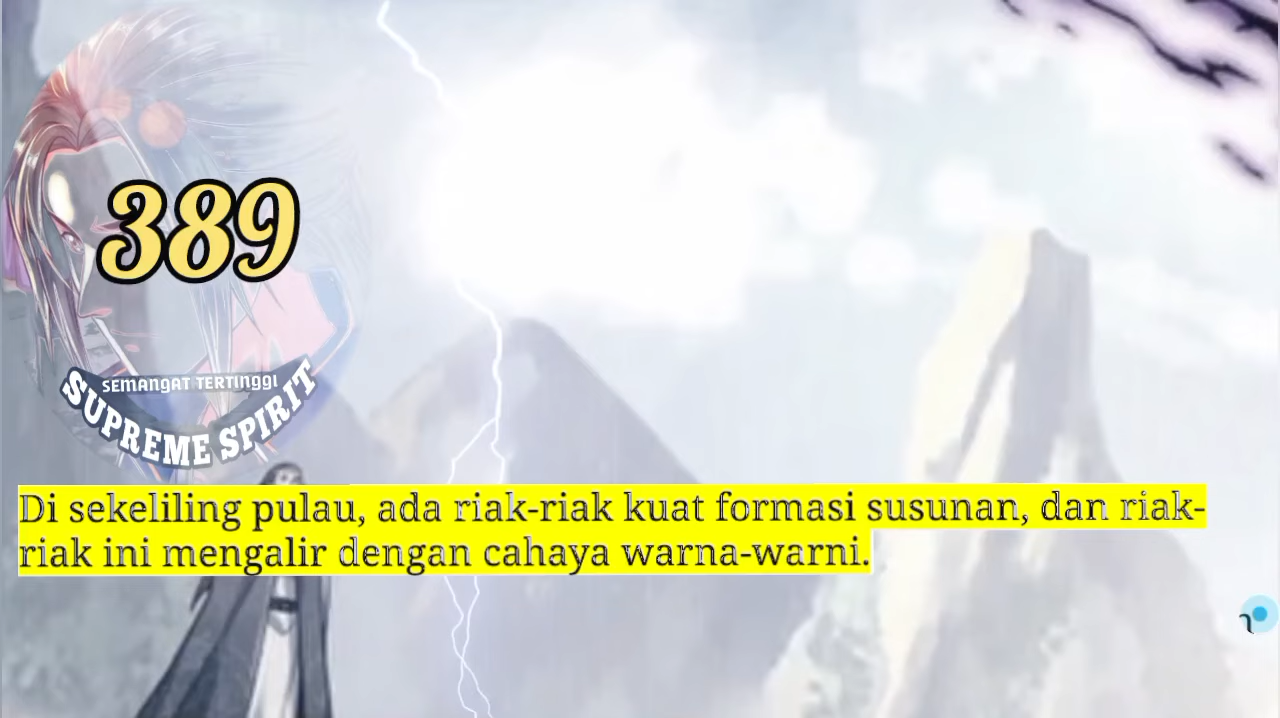 389
SEMANGAT TERTINGGI
SUPREME SPIRIT
Di sekeliling pulau, ada riak-riak kuat formasi susunan, dan riak-
riak ini mengalir dengan cahaya warna-warni.